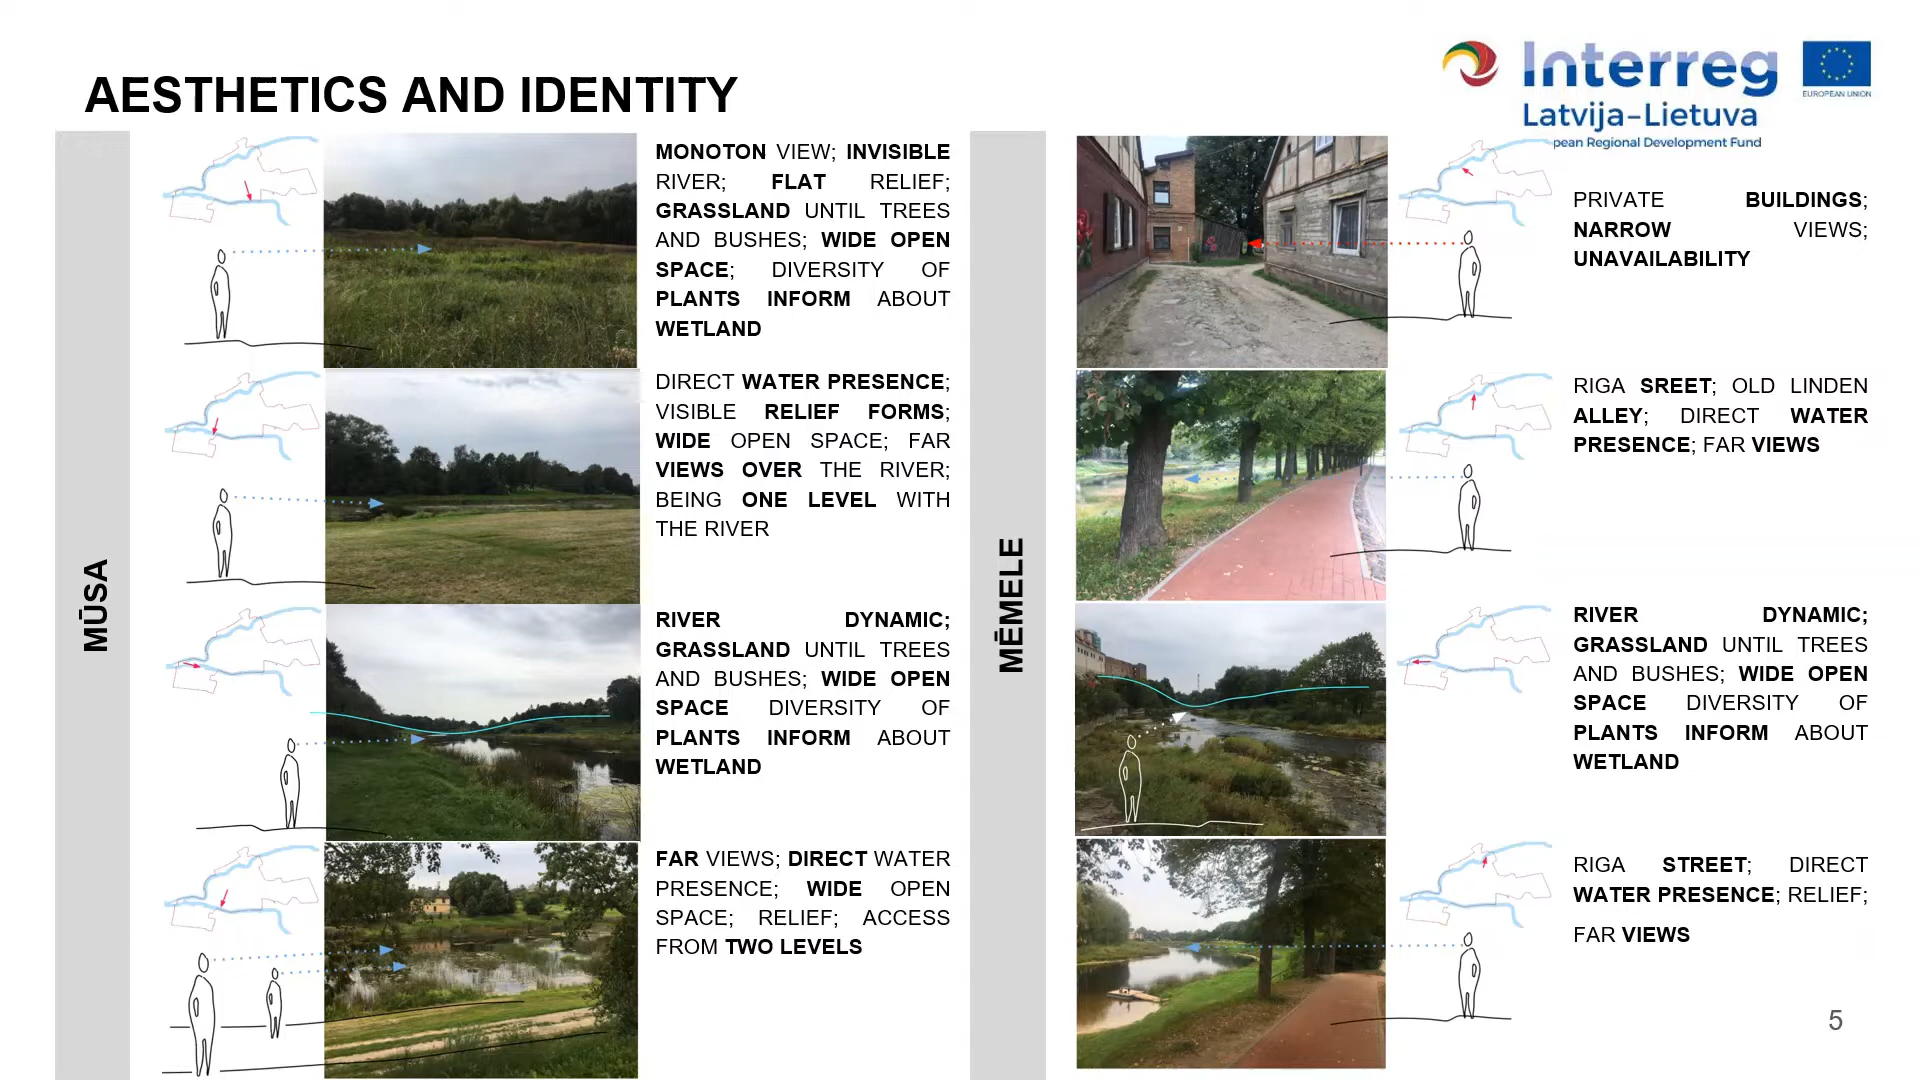 AESTHETICS AND IDENTITY
Interreg
Latvija-Lietuva
pean Regional Development Fund
EUROPEAN UNION
MŪSA
MONOTON VIEW; INVISIBLE
RIVER; FLAT RELIEF;
GRASSLAND UNTIL TREES
AND BUSHES; WIDE OPEN
SPACE; DIVERSITY OF
PLANTS INFORM ABOUT
WETLAND
DIRECT WATER PRESENCE;
VISIBLE RELIEF FORMS;
WIDE OPEN SPACE; FAR
VIEWS OVER THE RIVER;
BEING ONE LEVEL WITH
THE RIVER
RIVER DYNAMIC;
GRASSLAND UNTIL TREES
AND BUSHES; WIDE OPEN
SPACE DIVERSITY OF
PLANTS INFORM ABOUT
WETLAND
FAR VIEWS; DIRECT WATER
PRESENCE; WIDE OPEN
SPACE; RELIEF; ACCESS
FROM TWO LEVELS
MĒMELE
PRIVATE BUILDINGS;
NARROW VIEWS;
UNAVAILABILITY
RIGA SREET; OLD LINDEN
ALLEY; DIRECT WATER
PRESENCE; FAR VIEWS
RIVER DYNAMIC;
GRASSLAND UNTIL TREES
AND BUSHES; WIDE OPEN
SPACE DIVERSITY OF
PLANTS INFORM ABOUT
WETLAND
RIGA STREET; DIRECT
WATER PRESENCE; RELIEF;
FAR VIEWS
5